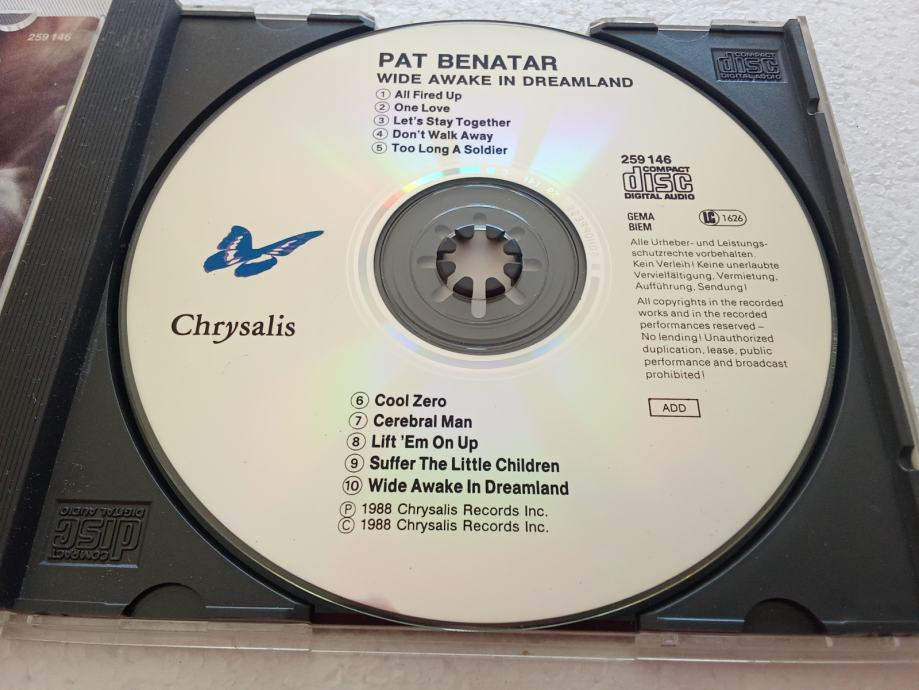 259 146
PAT BENATAR
WIDE AWAKE IN DREAMLAND
1 All Fired Up
2 One Love
3 Let's Stay Together
4 Don't Walk Away
5 Too Long A Soldier
COMPACT
disc
DIGITAL AUDIO
259 146
COMPACT
disc
DIGITAL AUDIO
GEMA
BIEM
LC 1626
Alle Urheber- und Leistungs-
schutzrechte vorbehalten.
Kein Verleih! Keine unerlaubte
Vervielfältigung, Vermietung,
Aufführung, Sendung!
All copyrights in the recorded
works and in the recorded
performances reserved –
No lending! Unauthorized
duplication, lease, public
performance and broadcast
prohibited!
ADD
Chrysalis
6 Cool Zero
7 Cerebral Man
8 Lift 'Em On Up
9 Suffer The Little Children
10 Wide Awake In Dreamland
Ⓟ 1988 Chrysalis Records Inc.
© 1988 Chrysalis Records Inc.
COMPACT
disc
DIGITAL AUDIO